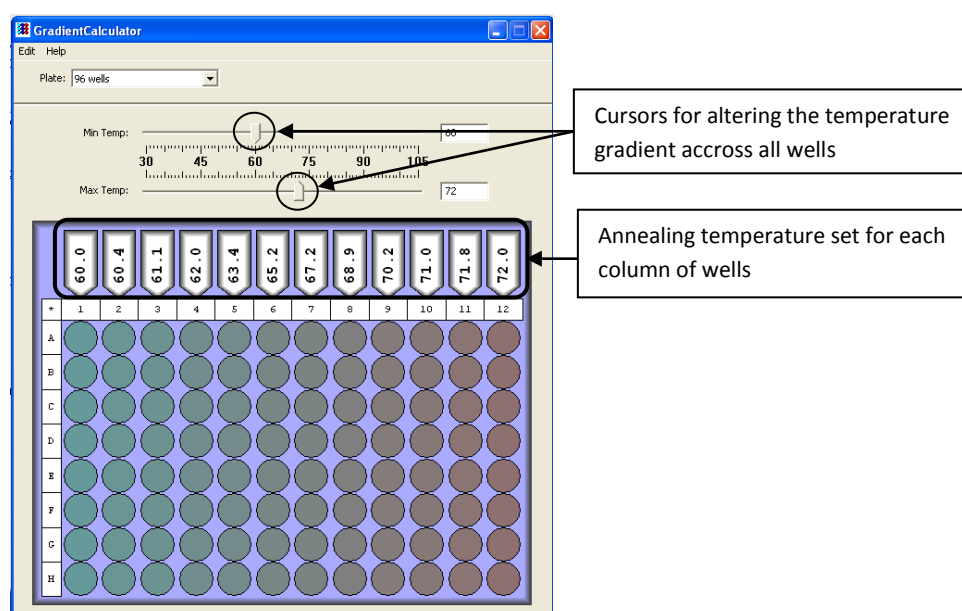 GradientCalculator
Edit Help
Plate: 96 wells
Min Temp: 60
30 45 60 75 90 105
Max Temp: 72
Cursors for altering the temperature
gradient accross all wells
Annealing temperature set for each
column of wells
60.0 60.4 61.1 62.0 63.4 65.2 67.2 68.9 70.2 71.0 71.8 72.0
* 1 2 3 4 5 6 7 8 9 10 11 12
A
B
C
D
E
F
G
H